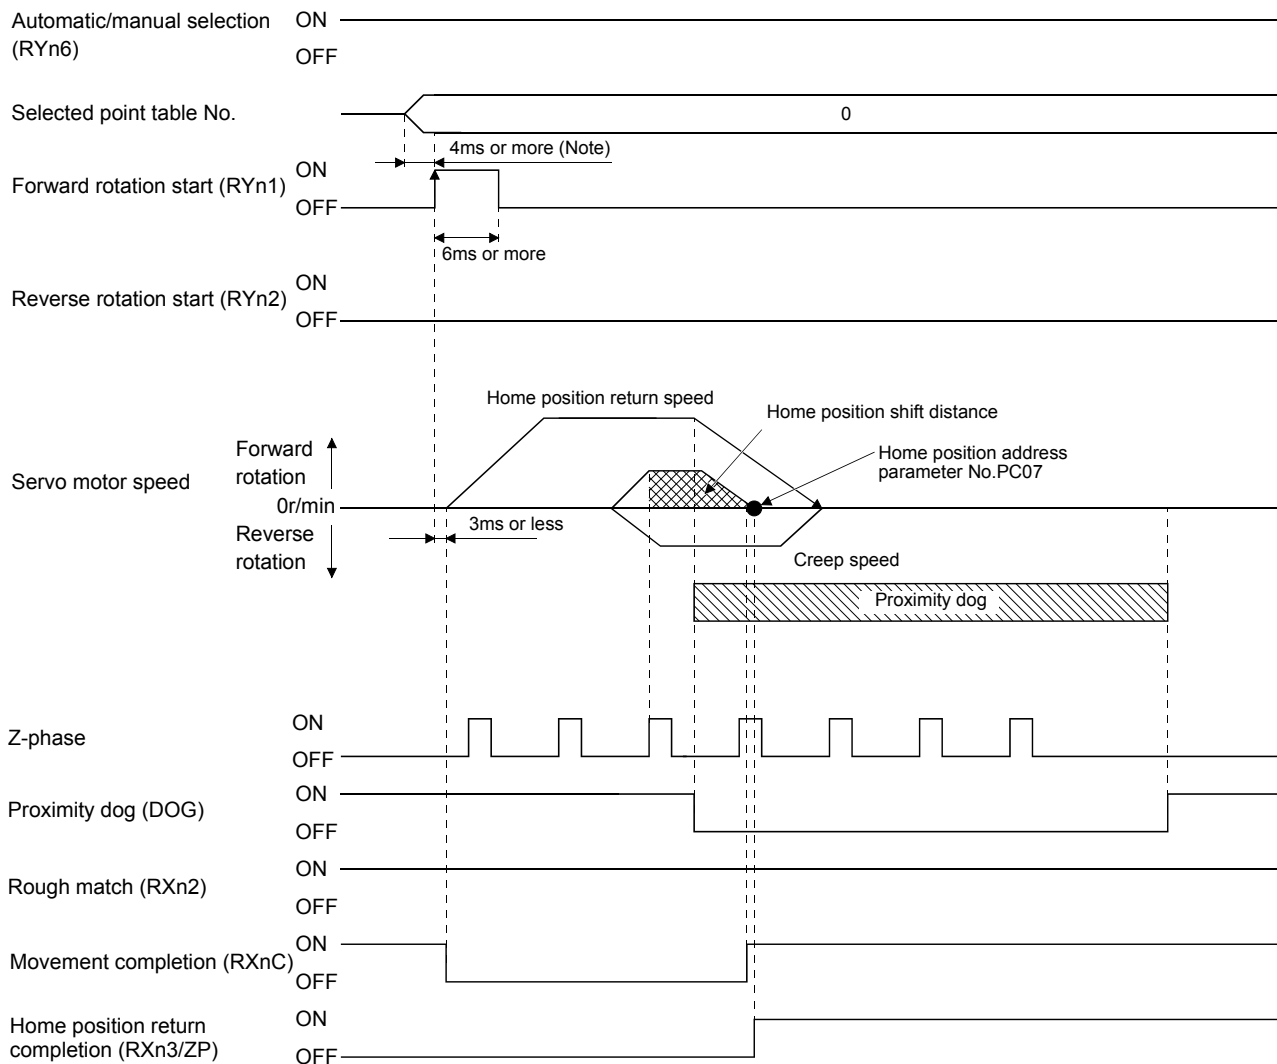 Automatic/manual selection
(RYn6)
ON
OFF
Selected point table No.
0
4ms or more (Note)
Forward rotation start (RYn1)
ON
OFF
6ms or more
Reverse rotation start (RYn2)
ON
OFF
Home position return speed
Home position shift distance
Home position address
parameter No.PC07
Servo motor speed
Forward
rotation
0r/min
Reverse
rotation
3ms or less
Creep speed
Proximity dog
Z-phase
ON
OFF
Proximity dog (DOG)
ON
OFF
Rough match (RXn2)
ON
OFF
Movement completion (RXnC)
ON
OFF
Home position return
completion (RXn3/ZP)
ON
OFF